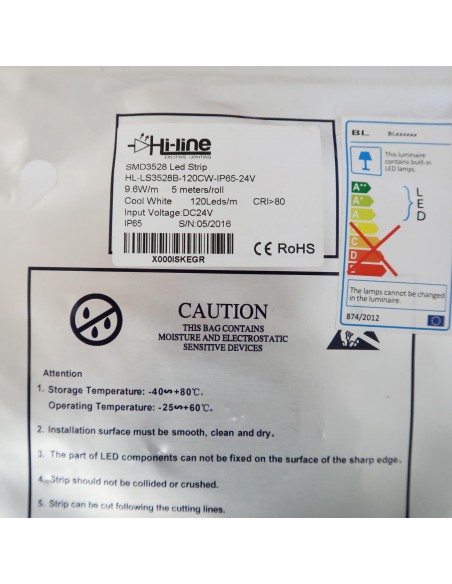 Hi-line
EXCITIVE LIGHTING
SMD3528 Led Strip
HL-LS3528B-120CW-IP65-24V
9.6W/m 5 meters/roll
Cool White 120Leds/m CRI>80
Input Voltage:DC24V
IP65 S/N:05/2016
CE RoHS
X000ISKEGR
BL BLxxxxxx
This luminaire
contains built-in
LED lamps.
A++
A+
A
B
C
D
E
L
E
D
The lamps cannot be changed
in the luminaire.
874/2012
CAUTION
THIS BAG CONTAINS
MOISTURE AND ELECTROSTATIC
SENSITIVE DEVICES
Attention
1. Storage Temperature: -40∽+80℃.
Operating Temperature: -25∽+60℃.
2. Installation surface must be smooth, clean and dry.
3. The part of LED components can not be fixed on the surface of the sharp edge.
4. Strip should not be collided or crushed.
5. Strip can be cut following the cutting lines.